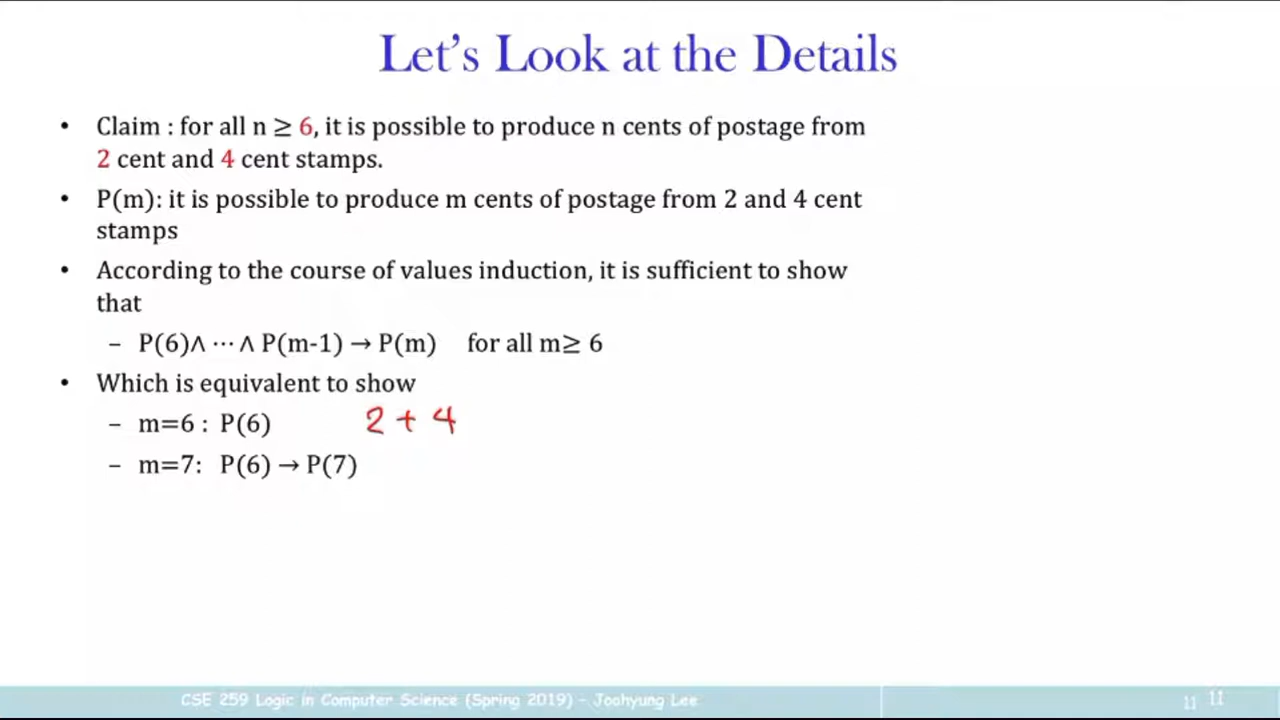 Let's Look at the Details
• Claim : for all n ≥ 6, it is possible to produce n cents of postage from
2 cent and 4 cent stamps.
• P(m): it is possible to produce m cents of postage from 2 and 4 cent
stamps
• According to the course of values induction, it is sufficient to show
that
– P(6)∧ ⋯ ∧ P(m-1) → P(m) for all m≥ 6
• Which is equivalent to show
– m=6 : P(6) 2 + 4
– m=7: P(6) → P(7)
CSE 259 Logic in Computer Science (Spring 2019) - Joohyung Lee 11 11